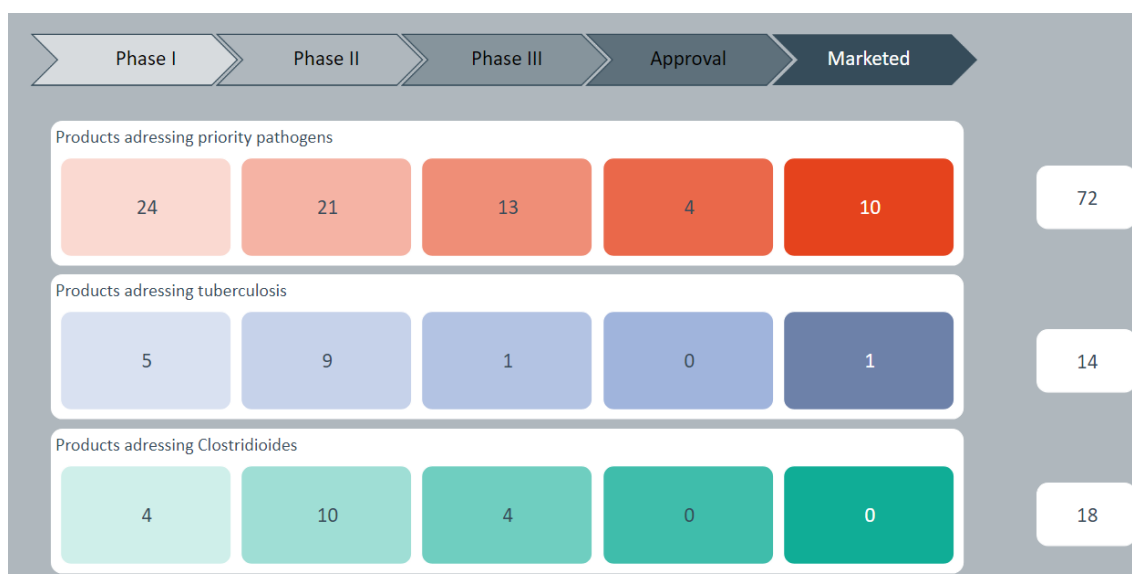 Phase I Phase II Phase III Approval Marketed
Products adressing priority pathogens
24 21 13 4 10 72
Products adressing tuberculosis
5 9 1 0 1 14
Products adressing Clostridioides
4 10 4 0 0 18